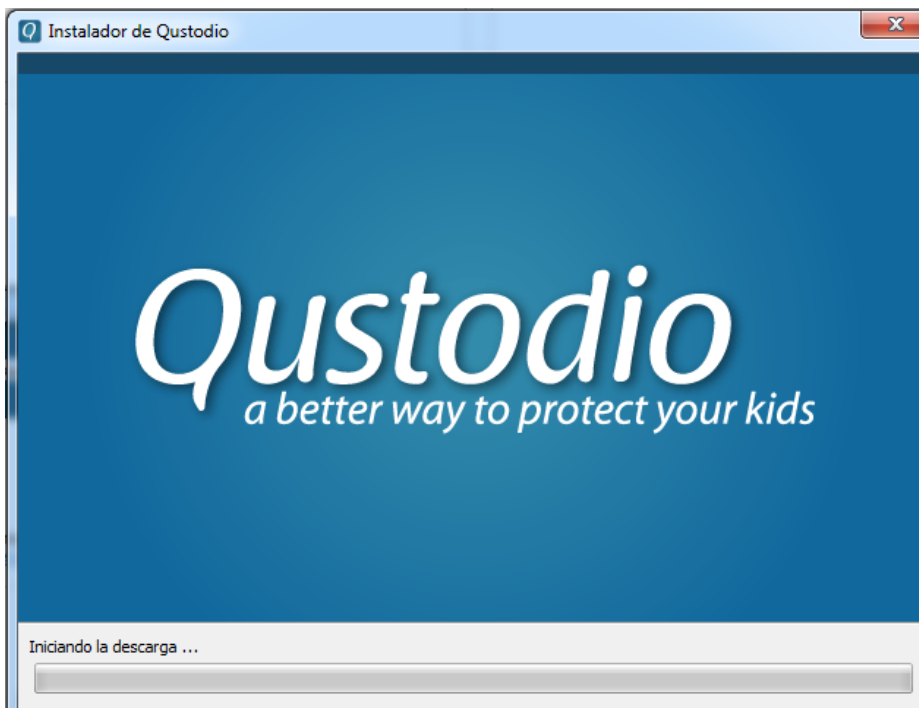 Instalador de Qustodio
Qustodio
a better way to protect your kids
Iniciando la descarga ...